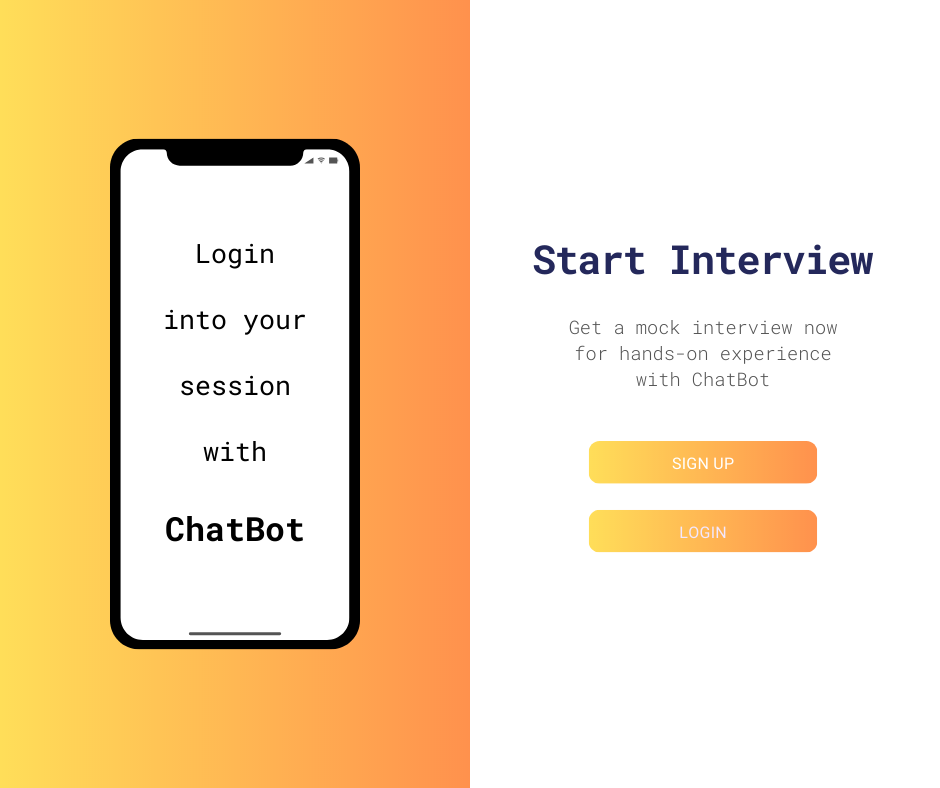 Login
into your
session
with
ChatBot
Start Interview
Get a mock interview now
for hands-on experience
with ChatBot
SIGN UP
LOGIN